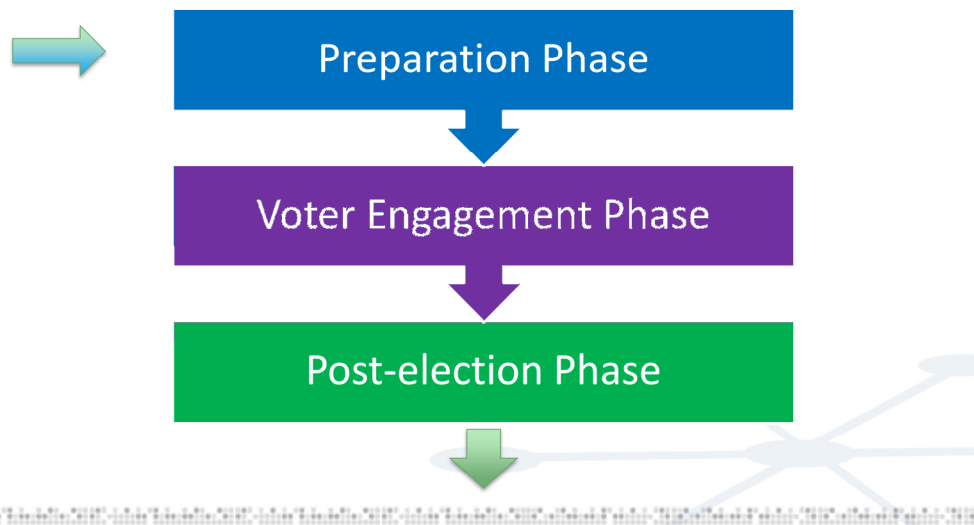 Preparation Phase
Voter Engagement Phase
Post-election Phase